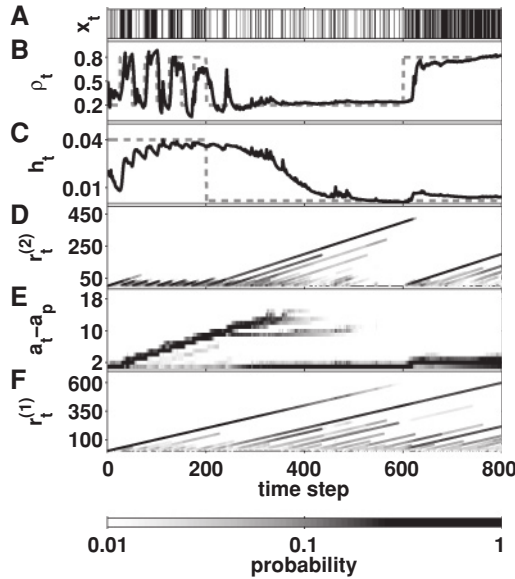 A x_t
B ρ_t 0.8 0.5 0.2
C h_t 0.04 0.01
D r_t^(2) 450 250 50
E a_t−a_p 18 10 2
F r_t^(1) 600 350 100
0 200 400 600 800
time step
0.01 0.1 1
probability